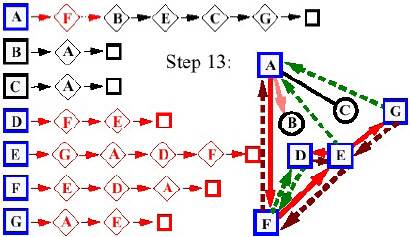 A F B E C G
B A
C A
Step 13:
D F E
E G A D F
F E D A
G A E
A
G
C
B
D E
F